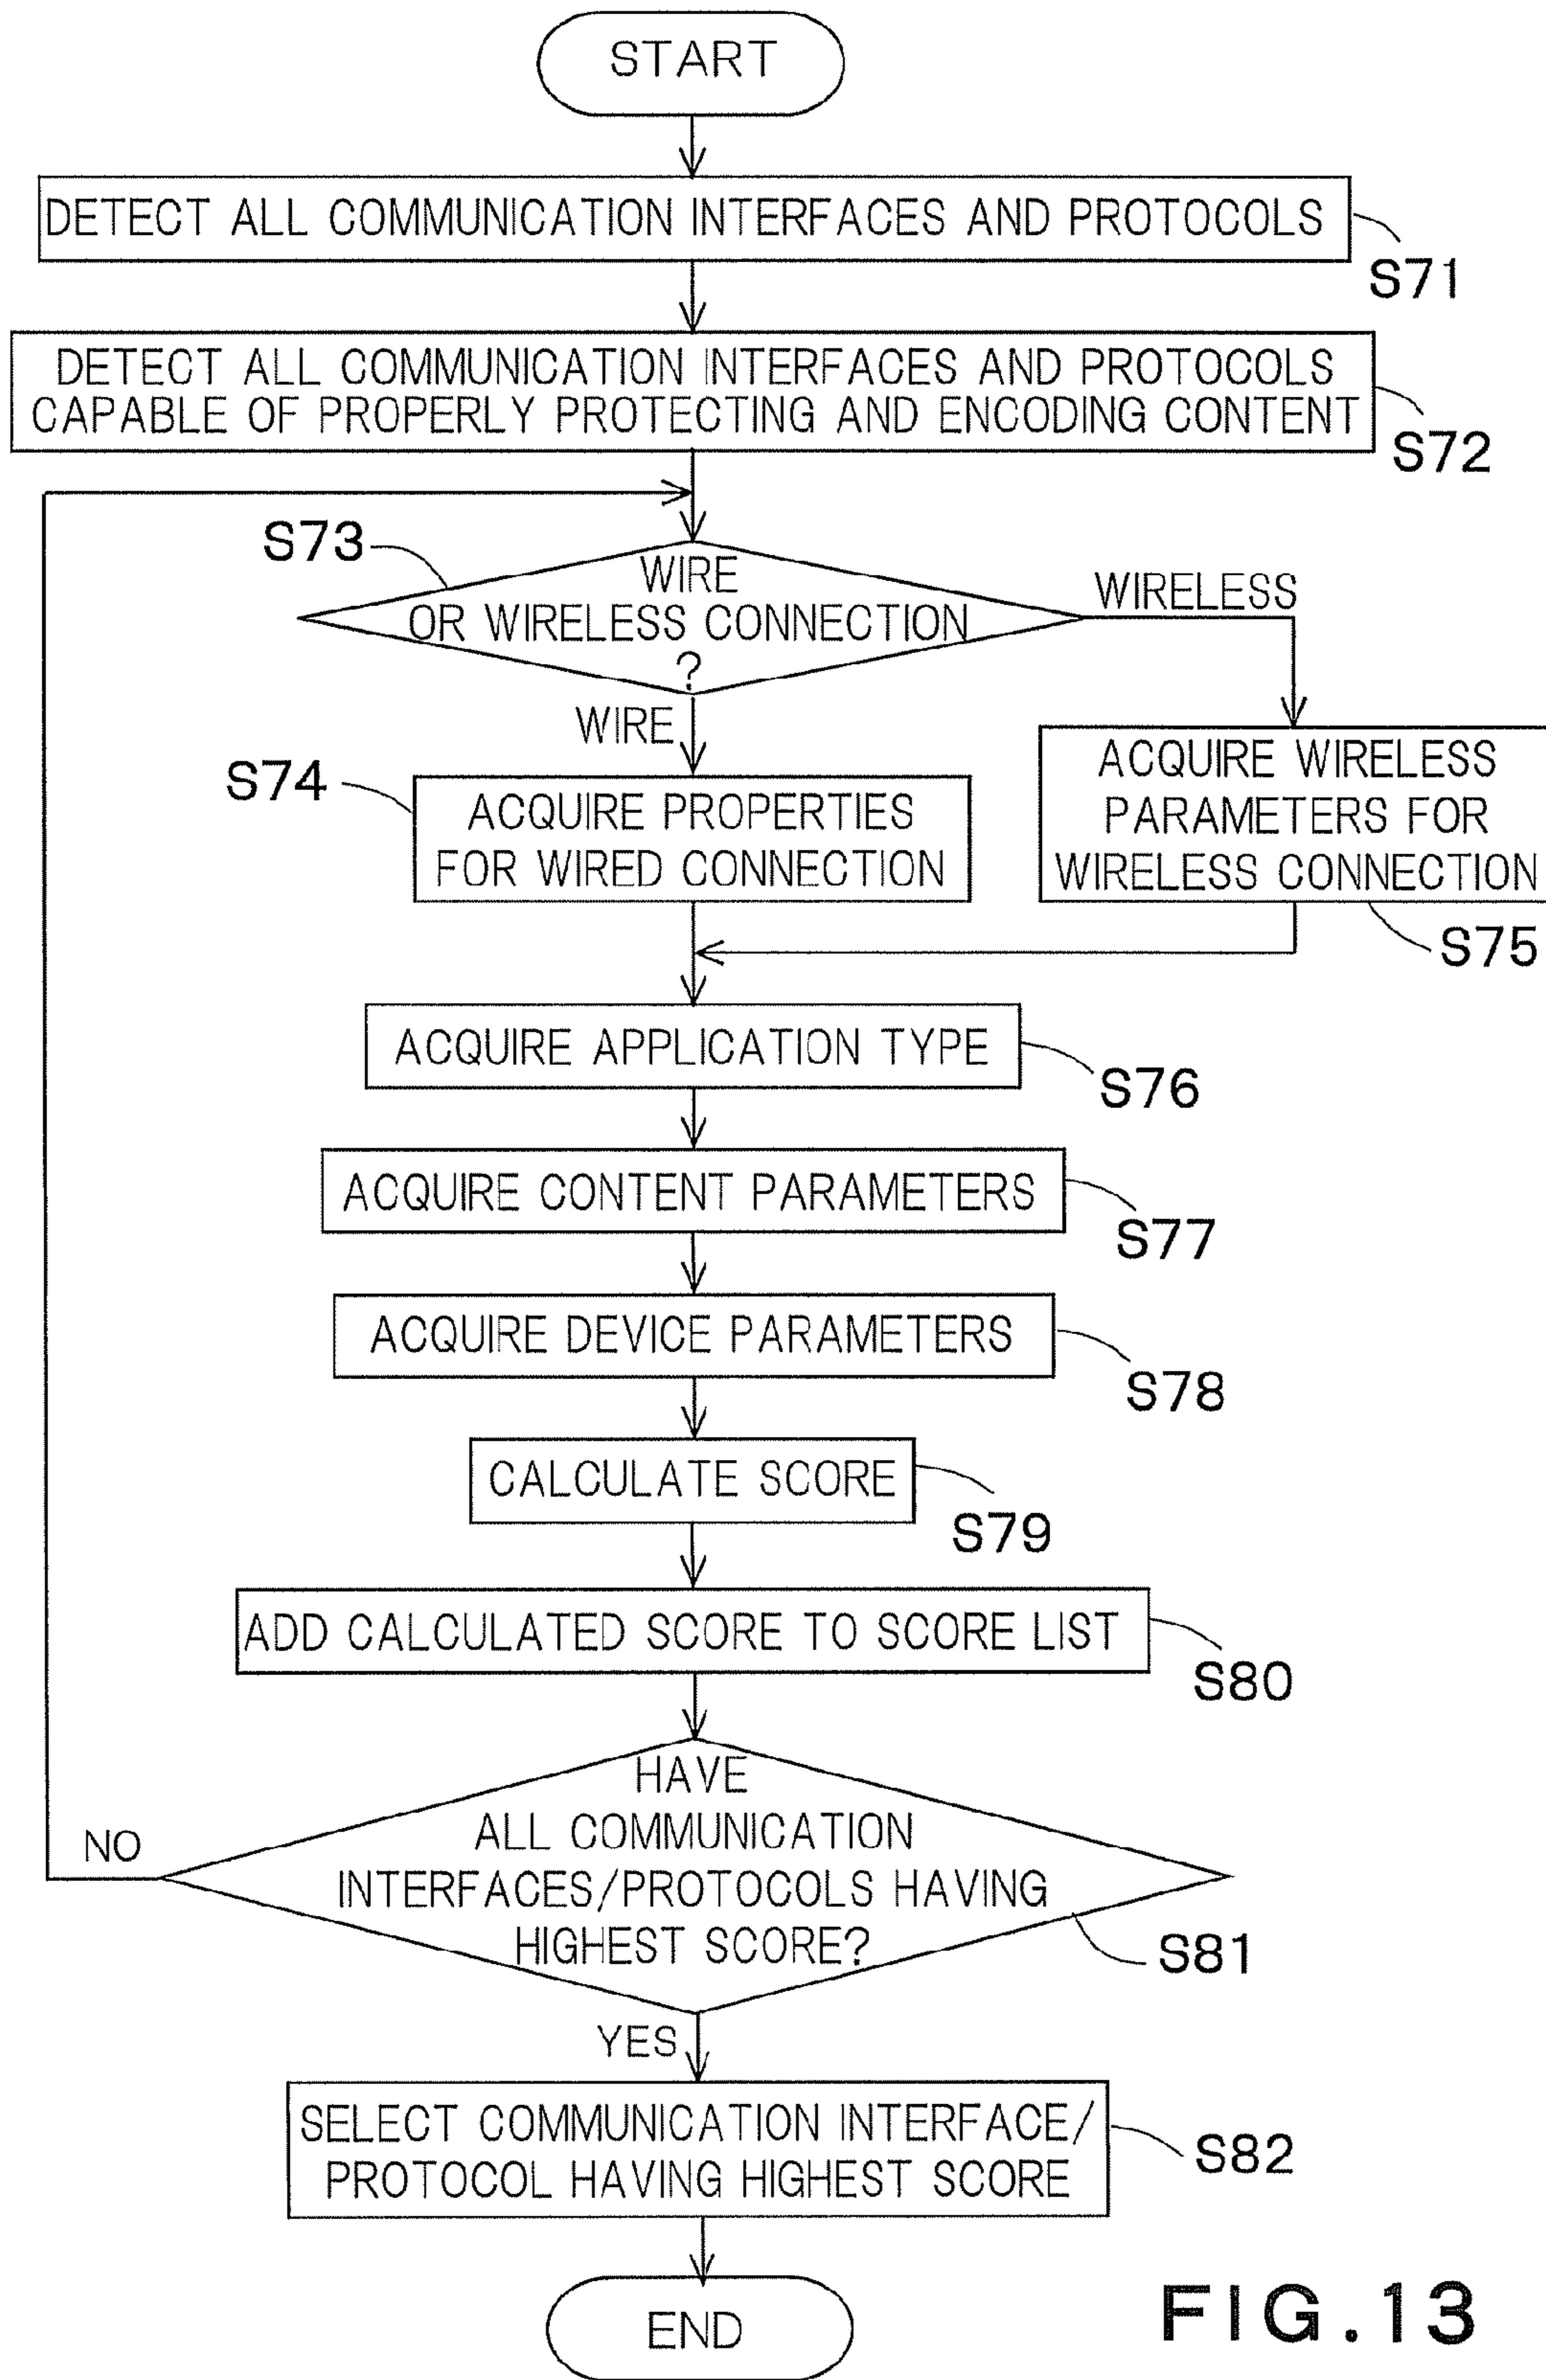 START
DETECT ALL COMMUNICATION INTERFACES AND PROTOCOLS
S71
DETECT ALL COMMUNICATION INTERFACES AND PROTOCOLS
CAPABLE OF PROPERLY PROTECTING AND ENCODING CONTENT
S72
S73
WIRE
OR WIRELESS CONNECTION
?
WIRELESS
WIRE
S74
ACQUIRE PROPERTIES
FOR WIRED CONNECTION
ACQUIRE WIRELESS
PARAMETERS FOR
WIRELESS CONNECTION
S75
ACQUIRE APPLICATION TYPE
S76
ACQUIRE CONTENT PARAMETERS
S77
ACQUIRE DEVICE PARAMETERS
S78
CALCULATE SCORE
S79
ADD CALCULATED SCORE TO SCORE LIST
S80
HAVE
ALL COMMUNICATION
INTERFACES/PROTOCOLS HAVING
HIGHEST SCORE?
NO
S81
YES
SELECT COMMUNICATION INTERFACE/
PROTOCOL HAVING HIGHEST SCORE
S82
END
FIG.13